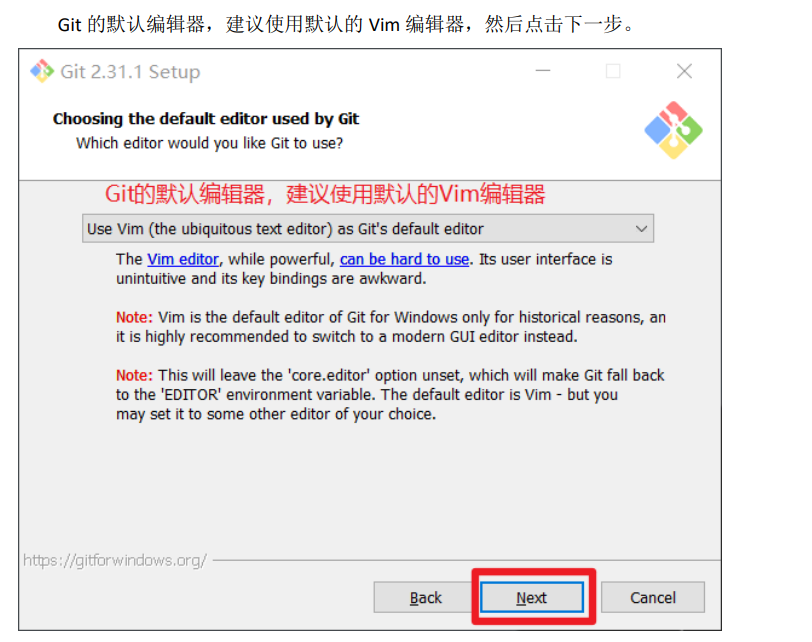 Git 的默认编辑器，建议使用默认的 Vim 编辑器，然后点击下一步。
Git 2.31.1 Setup
Choosing the default editor used by Git
Which editor would you like Git to use?
Git的默认编辑器，建议使用默认的Vim编辑器
Use Vim (the ubiquitous text editor) as Git's default editor
The Vim editor, while powerful, can be hard to use. Its user interface is
unintuitive and its key bindings are awkward.
Note: Vim is the default editor of Git for Windows only for historical reasons, an
it is highly recommended to switch to a modern GUI editor instead.
Note: This will leave the 'core.editor' option unset, which will make Git fall back
to the 'EDITOR' environment variable. The default editor is Vim - but you
may set it to some other editor of your choice.
https://gitforwindows.org/
Back
Next
Cancel